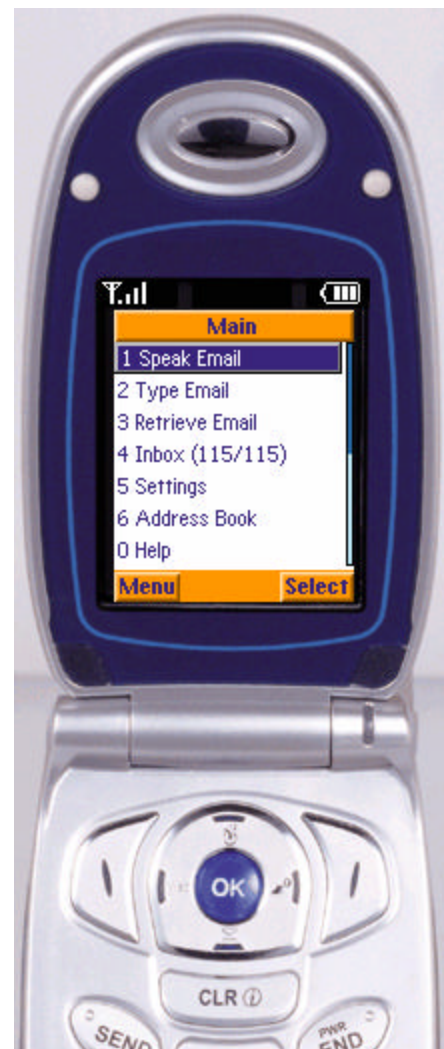 Main
1 Speak Email
2 Type Email
3 Retrieve Email
4 Inbox (115/115)
5 Settings
6 Address Book
0 Help
Menu Select
OK
CLR
SEND
PWR
END